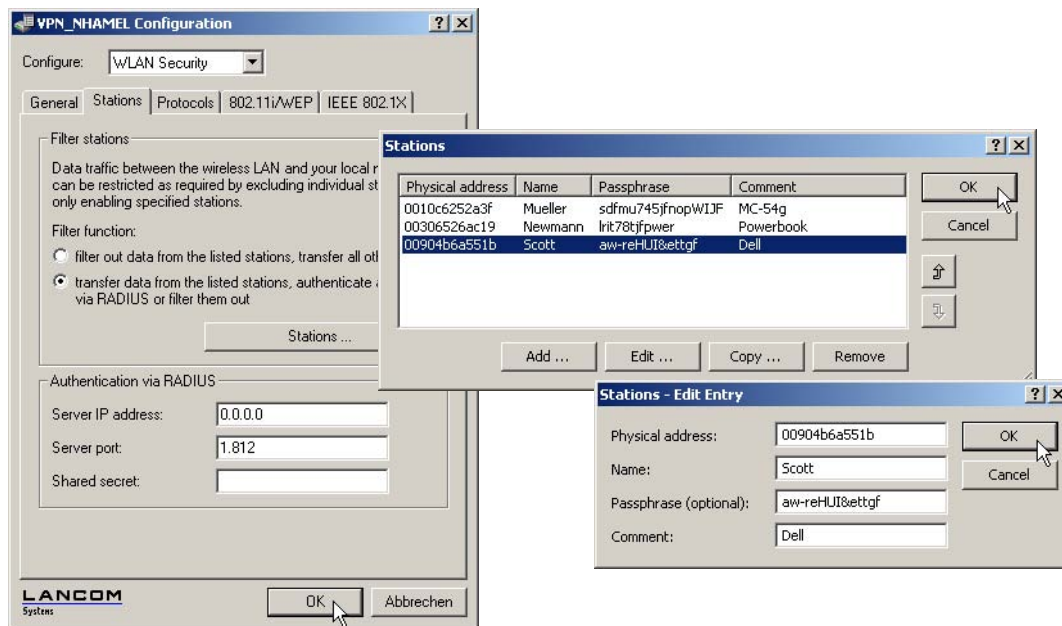 VPN_NHAMEL Configuration
Configure: WLAN Security
General Stations Protocols 802.11i/WEP IEEE 802.1X
Filter stations
Data traffic between the wireless LAN and your local
can be restricted as required by excluding individual
only enabling specified stations.
Filter function:
filter out data from the listed stations, transfer all
transfer data from the listed stations, authenticate
via RADIUS or filter them out
Stations ...
Authentication via RADIUS
Server IP address: 0.0.0.0
Server port: 1.812
Shared secret:
LANCOM
Systems
OK Abbrechen
Stations
Physical address Name Passphrase Comment
0010c6252a3f Mueller sdfmu745jfnopWIJF MC-54g
00306526ac19 Newmann lrit78tjfpwer Powerbook
00904b6a551b Scott aw-reHUI&ettgf Dell
OK
Cancel
Add ... Edit ... Copy ... Remove
Stations - Edit Entry
Physical address: 00904b6a551b
Name: Scott
Passphrase (optional): aw-reHUI&ettgf
Comment: Dell
OK
Cancel